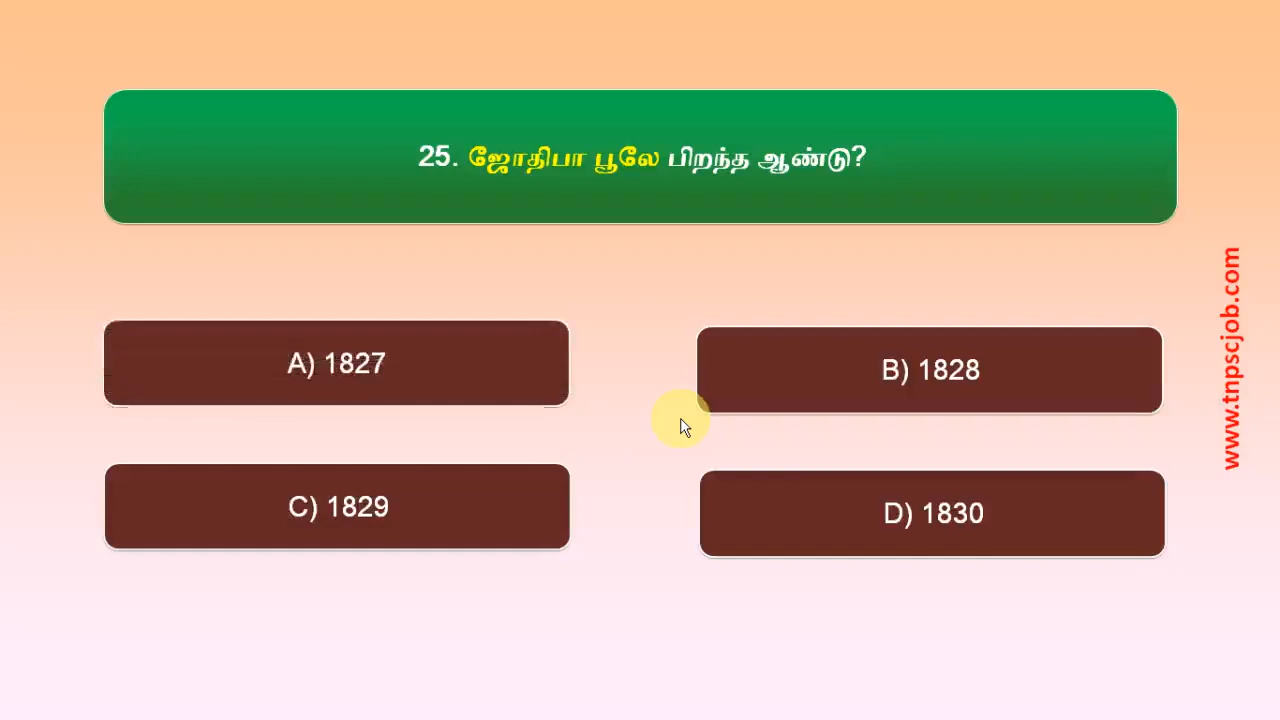 25. ஜோதிபா பூலே பிறந்த ஆண்டு?
A) 1827
B) 1828
C) 1829
D) 1830
www.tnpscjob.com